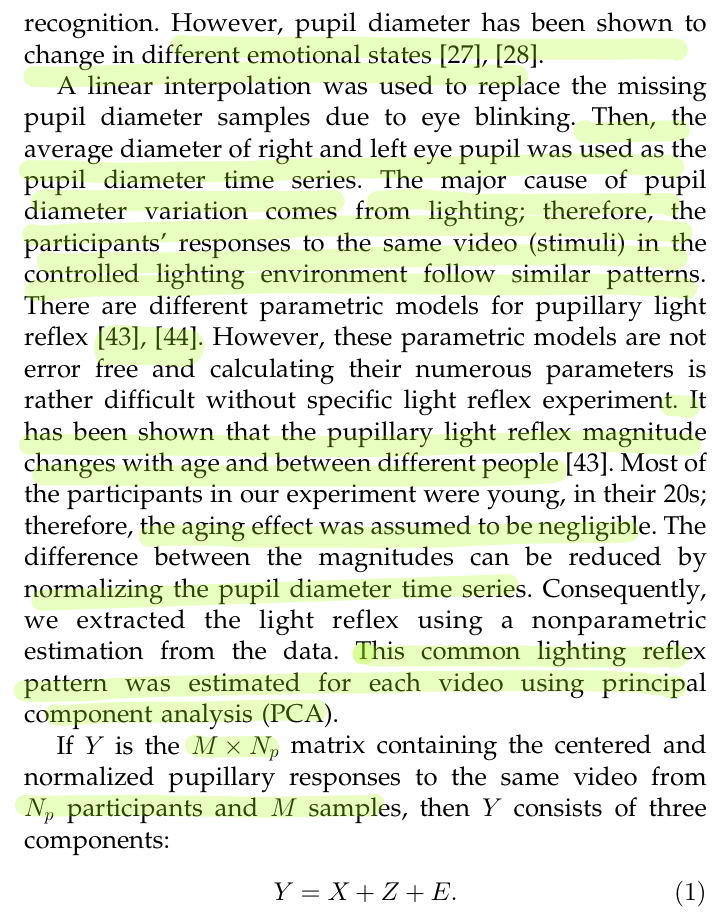 recognition. However, pupil diameter has been shown to
change in different emotional states [27], [28].
A linear interpolation was used to replace the missing
pupil diameter samples due to eye blinking. Then, the
average diameter of right and left eye pupil was used as the
pupil diameter time series. The major cause of pupil
diameter variation comes from lighting; therefore, the
participants’ responses to the same video (stimuli) in the
controlled lighting environment follow similar patterns.
There are different parametric models for pupillary light
reflex [43], [44]. However, these parametric models are not
error free and calculating their numerous parameters is
rather difficult without specific light reflex experiment. It
has been shown that the pupillary light reflex magnitude
changes with age and between different people [43]. Most of
the participants in our experiment were young, in their 20s;
therefore, the aging effect was assumed to be negligible. The
difference between the magnitudes can be reduced by
normalizing the pupil diameter time series. Consequently,
we extracted the light reflex using a nonparametric
estimation from the data. This common lighting reflex
pattern was estimated for each video using principal
component analysis (PCA).
If Y is the M × Nₚ matrix containing the centered and
normalized pupillary responses to the same video from
Nₚ participants and M samples, then Y consists of three
components:
Y = X + Z + E. (1)